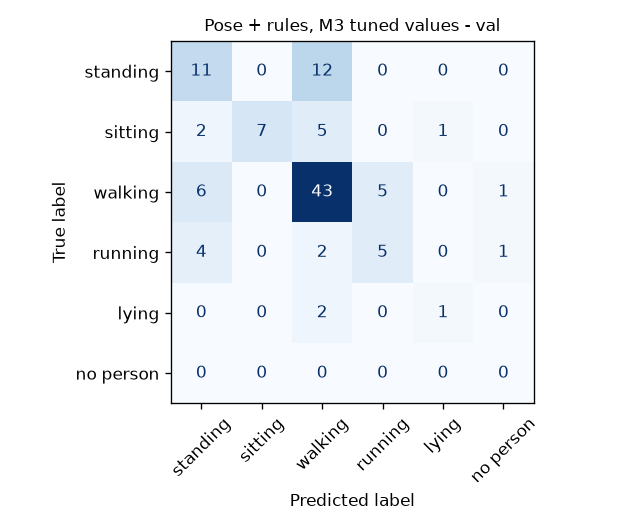 Pose + rules, M3 tuned values - val
standing 11 0 12 0 0 0
sitting 2 7 5 0 1 0
walking 6 0 43 5 0 1
running 4 0 2 5 0 1
lying 0 0 2 0 1 0
no person 0 0 0 0 0 0
True label
standing sitting walking running lying no person
Predicted label